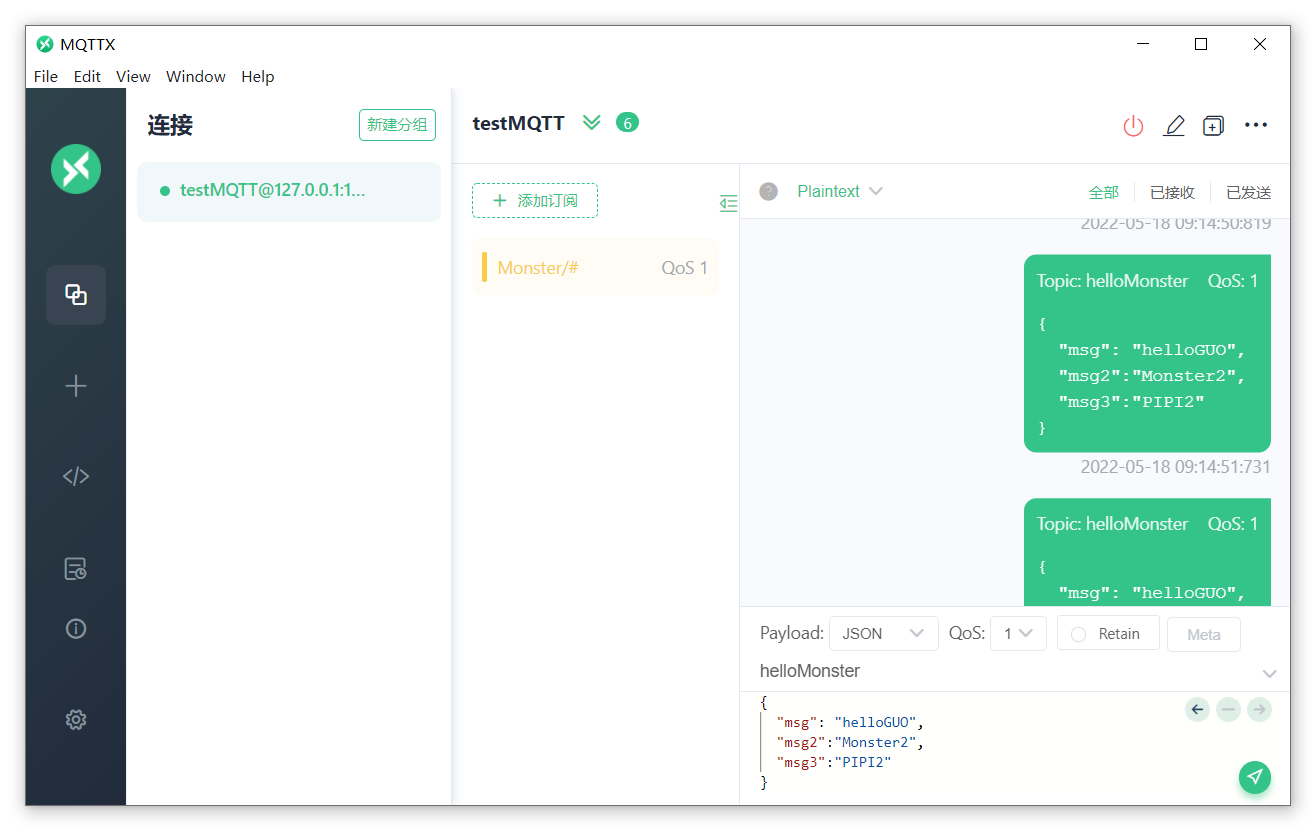 MQTTX
File Edit View Window Help
连接
新建分组
testMQTT@127.0.0.1:1...
testMQTT 6
添加订阅
Monster/# QoS 1
Plaintext
全部 已接收 已发送
2022-05-18 09:14:50:819
Topic: helloMonster QoS: 1
{
"msg": "helloGUO",
"msg2":"Monster2",
"msg3":"PIPI2"
}
2022-05-18 09:14:51:731
Topic: helloMonster QoS: 1
{
"msg": "helloGUO",
Payload: JSON QoS: 1 Retain Meta
helloMonster
{
"msg": "helloGUO",
"msg2":"Monster2",
"msg3":"PIPI2"
}